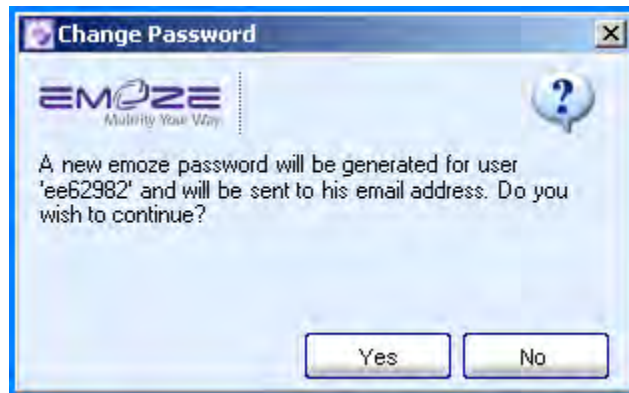 Change Password
EMOZE
Mobility Your Way
A new emoze password will be generated for user
'ee62982' and will be sent to his email address. Do you
wish to continue?
Yes
No